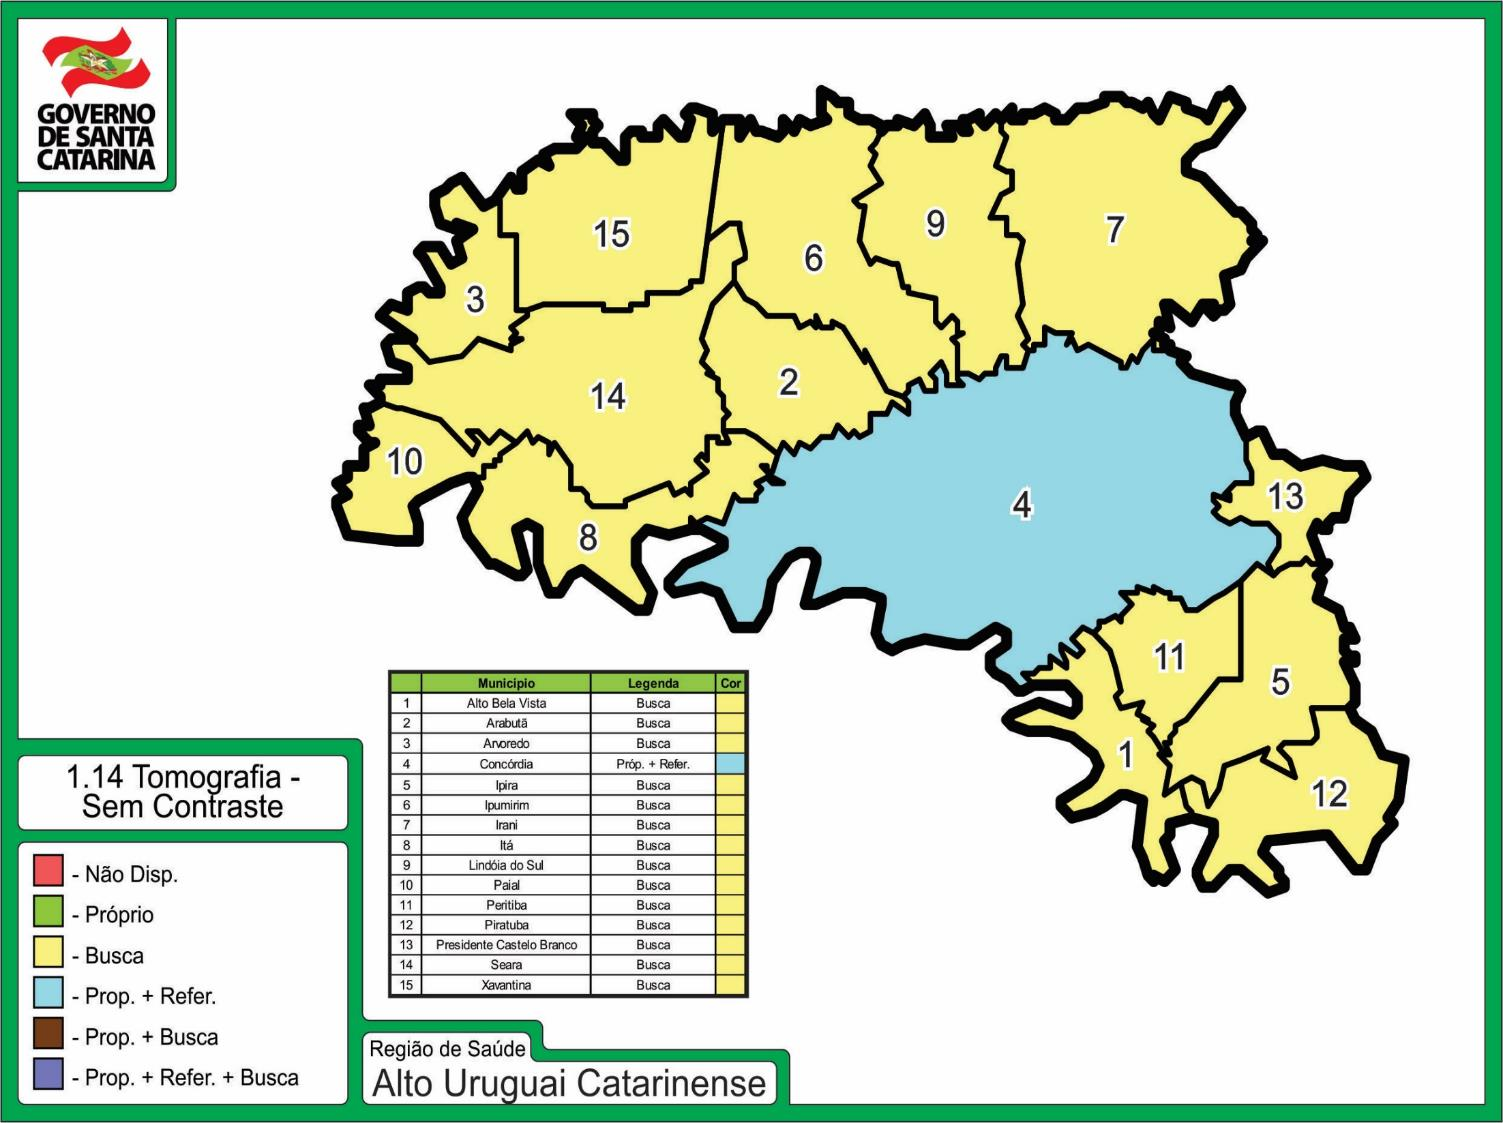 GOVERNO
DE SANTA
CATARINA
15
6
9
7
3
2
14
10
4
13
8
11
5
1
12
Município Legenda Cor
1 Alto Bela Vista Busca
2 Arabutã Busca
3 Arvoredo Busca
4 Concórdia Próp. + Refer.
5 Ipira Busca
6 Ipumirim Busca
7 Irani Busca
8 Itá Busca
9 Lindóia do Sul Busca
10 Paial Busca
11 Peritiba Busca
12 Piratuba Busca
13 Presidente Castelo Branco Busca
14 Seara Busca
15 Xavantina Busca
1.14 Tomografia -
Sem Contraste
- Não Disp.
- Próprio
- Busca
- Prop. + Refer.
- Prop. + Busca
- Prop. + Refer. + Busca
Região de Saúde
Alto Uruguai Catarinense